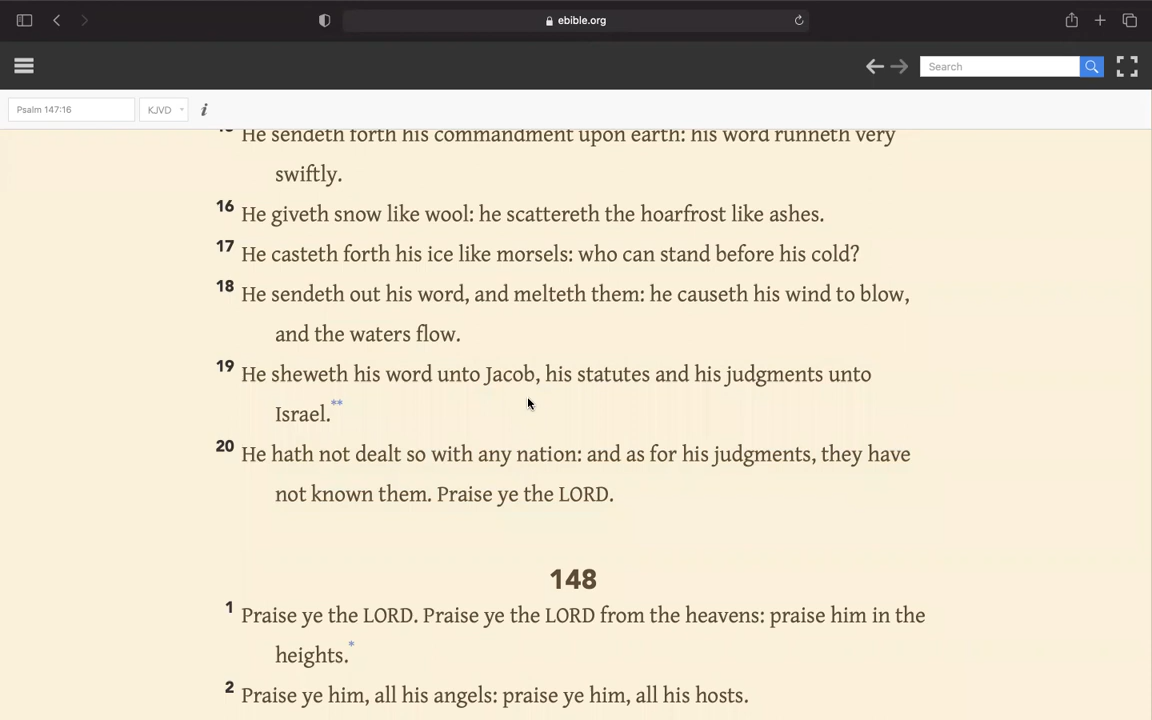 ebible.org
Search
Psalm 147:16 KJVD i
He sendeth forth his commandment upon earth: his word runneth very
swiftly.
16 He giveth snow like wool: he scattereth the hoarfrost like ashes.
17 He casteth forth his ice like morsels: who can stand before his cold?
18 He sendeth out his word, and melteth them: he causeth his wind to blow,
and the waters flow.
19 He sheweth his word unto Jacob, his statutes and his judgments unto
Israel.**
20 He hath not dealt so with any nation: and as for his judgments, they have
not known them. Praise ye the LORD.
148
1 Praise ye the LORD. Praise ye the LORD from the heavens: praise him in the
heights.*
2 Praise ye him, all his angels: praise ye him, all his hosts.